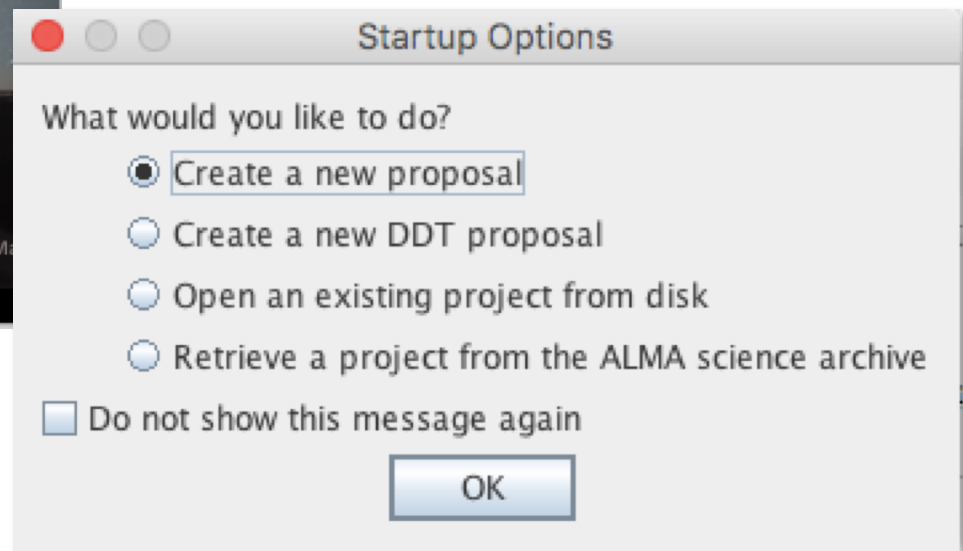 Startup Options
What would you like to do?
Create a new proposal
Create a new DDT proposal
Open an existing project from disk
Retrieve a project from the ALMA science archive
Do not show this message again
OK